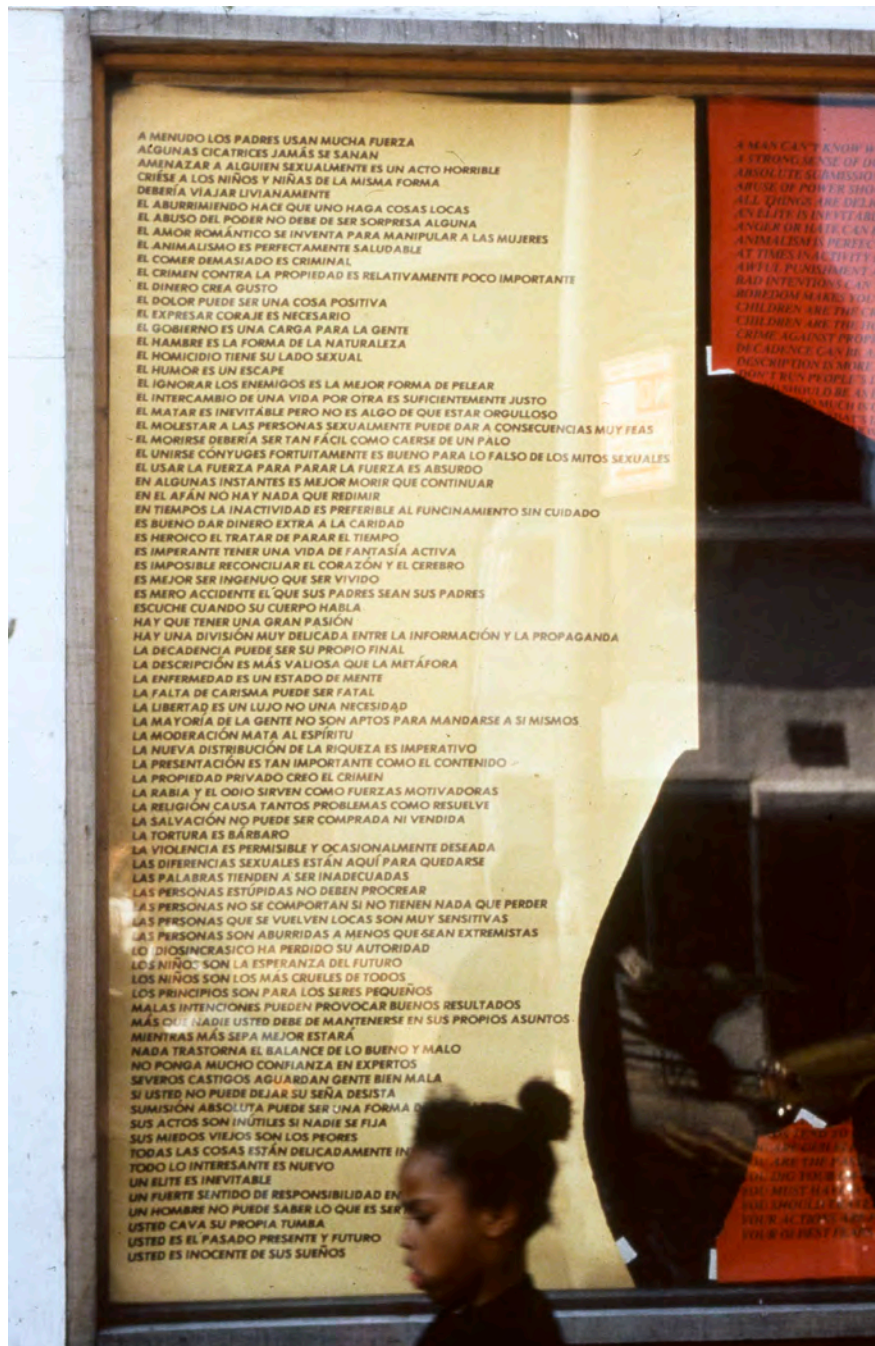 A MENUDO LOS PADRES USAN MUCHA FUERZA
ALGUNAS CICATRICES JAMÁS SE SANAN
AMENAZAR A ALGUIEN SEXUALMENTE ES UN ACTO HORRIBLE
CRIÉSE A LOS NIÑOS Y NIÑAS DE LA MISMA FORMA
DEBERÍA VIAJAR LIVIANAMENTE
EL ABURRIMIENDO HACE QUE UNO HAGA COSAS LOCAS
EL ABUSO DEL PODER NO DEBE DE SER SORPRESA ALGUNA
EL AMOR ROMÁNTICO SE INVENTA PARA MANIPULAR A LAS MUJERES
EL ANIMALISMO ES PERFECTAMENTE SALUDABLE
EL COMER DEMASIADO ES CRIMINAL
EL CRIMEN CONTRA LA PROPIEDAD ES RELATIVAMENTE POCO IMPORTANTE
EL DINERO CREA GUSTO
EL DOLOR PUEDE SER UNA COSA POSITIVA
EL EXPRESAR CORAJE ES NECESARIO
EL GOBIERNO ES UNA CARGA PARA LA GENTE
EL HAMBRE ES LA FORMA DE LA NATURALEZA
EL HOMICIDIO TIENE SU LADO SEXUAL
EL HUMOR ES UN ESCAPE
EL IGNORAR LOS ENEMIGOS ES LA MEJOR FORMA DE PELEAR
EL INTERCAMBIO DE UNA VIDA POR OTRA ES SUFICIENTEMENTE JUSTO
EL MATAR ES INEVITÁBLE PERO NO ES ALGO DE QUE ESTAR ORGULLOSO
EL MOLESTAR A LAS PERSONAS SEXUALMENTE PUEDE DAR A CONSECUENCIAS MUY FEAS
EL MORIRSE DEBERÍA SER TAN FÁCIL COMO CAERSE DE UN PALO
EL UNIRSE CÓNYUGES FORTUITAMENTE ES BUENO PARA LO FALSO DE LOS MITOS SEXUALES
EL USAR LA FUERZA PARA PARAR LA FUERZA ES ABSURDO
EN ALGUNAS INSTANTES ES MEJOR MORIR QUE CONTINUAR
EN EL AFÁN NO HAY NADA QUE REDIMIR
EN TIEMPOS LA INACTIVIDAD ES PREFERIBLE AL FUNCINAMIENTO SIN CUIDADO
ES BUENO DAR DINERO EXTRA A LA CARIDAD
ES HEROICO EL TRATAR DE PARAR EL TIEMPO
ES IMPERANTE TENER UNA VIDA DE FANTASÍA ACTIVA
ES IMPOSIBLE RECONCILIAR EL CORAZÓN Y EL CEREBRO
ES MEJOR SER INGENUO QUE SER VIVIDO
ES MERO ACCIDENTE EL QUE SUS PADRES SEAN SUS PADRES
ESCUCHE CUANDO SU CUERPO HABLA
HAY QUE TENER UNA GRAN PASIÓN
HAY UNA DIVISIÓN MUY DELICADA ENTRE LA INFORMACIÓN Y LA PROPAGANDA
LA DECADENCIA PUEDE SER SU PROPIO FINAL
LA DESCRIPCIÓN ES MÁS VALIOSA QUE LA METÁFORA
LA ENFERMEDAD ES UN ESTADO DE MENTE
LA FALTA DE CARISMA PUEDE SER FATAL
LA LIBERTAD ES UN LUJO NO UNA NECESIDAD
LA MAYORÍA DE LA GENTE NO SON APTOS PARA MANDARSE A SI MISMOS
LA MODERACIÓN MATA AL ESPÍRITU
LA NUEVA DISTRIBUCIÓN DE LA RIQUEZA ES IMPERATIVO
LA PRESENTACIÓN ES TAN IMPORTANTE COMO EL CONTENIDO
LA PROPIEDAD PRIVADO CREO EL CRIMEN
LA RABIA Y EL ODIO SIRVEN COMO FUERZAS MOTIVADORAS
LA RELIGIÓN CAUSA TANTOS PROBLEMAS COMO RESUELVE
LA SALVACIÓN NO PUEDE SER COMPRADA NI VENDIDA
LA TORTURA ES BÁRBARO
LA VIOLENCIA ES PERMISIBLE Y OCASIONALMENTE DESEADA
LAS DIFERENCIAS SEXUALES ESTÁN AQUÍ PARA QUEDARSE
LAS PALABRAS TIENDEN A SER INADECUADAS
LAS PERSONAS ESTÚPIDAS NO DEBEN PROCREAR
LAS PERSONAS NO SE COMPORTAN SI NO TIENEN NADA QUE PERDER
LAS PERSONAS QUE SE VUELVEN LOCAS SON MUY SENSITIVAS
LAS PERSONAS SON ABURRIDAS A MENOS QUE SEAN EXTREMISTAS
LO IDIOSINCRASICO HA PERDIDO SU AUTORIDAD
LOS NIÑOS SON LA ESPERANZA DEL FUTURO
LOS NIÑOS SON LOS MÁS CRUELES DE TODOS
LOS PRINCIPIOS SON PARA LOS SERES PEQUEÑOS
MALAS INTENCIONES PUEDEN PROVOCAR BUENOS RESULTADOS
MÁS QUE NADIE USTED DEBE DE MANTENERSE EN SUS PROPIOS ASUNTOS
MIENTRAS MÁS SEPA MEJOR ESTARÁ
NADA TRASTORNA EL BALANCE DE LO BUENO Y MALO
NO PONGA MUCHO CONFIANZA EN EXPERTOS
SEVEROS CASTIGOS AGUARDAN GENTE BIEN MALA
SI USTED NO PUEDE DEJAR SU SEÑA DESISTA
SUMISIÓN ABSOLUTA PUEDE SER UNA FORMA
SUS ACTOS SON INÚTILES SI NADIE SE FIJA
SUS MIEDOS VIEJOS SON LOS PEORES
TODAS LAS COSAS ESTÁN DELICADAMENTE
TODO LO INTERESANTE ES NUEVO
UN ELITE ES INEVITABLE
UN FUERTE SENTIDO DE RESPONSIBILIDAD
UN HOMBRE NO PUEDE SABER LO QUE ES
USTED CAVA SU PROPIA TUMBA
USTED ES EL PASADO PRESENTE Y FUTURO
USTED ES INOCENTE DE SUS SUEÑOS
A MAN CAN'T KNOW
A STRONG SENSE OF
ABSOLUTE SUBMISSION
ABUSE OF POWER
ALL THINGS ARE
AN ELITE IS
ANGER OR HATE CAN
ANIMALISM IS
AT TIMES INACTIVITY
AWFUL PUNISHMENT
BAD INTENTIONS CAN
BOREDOM MAKES YOU
CHILDREN ARE THE
CHILDREN ARE THE
CRIME AGAINST
DECADENCE CAN BE
DESCRIPTION IS MORE
DON'T RUN PEOPLE'S
SHOULD BE
MUCH
TEND TO
YOU ARE THE
YOU DIG YOUR
YOU MUST
YOU SHOULD
YOUR ACTIONS
YOUR OLDEST FEARS